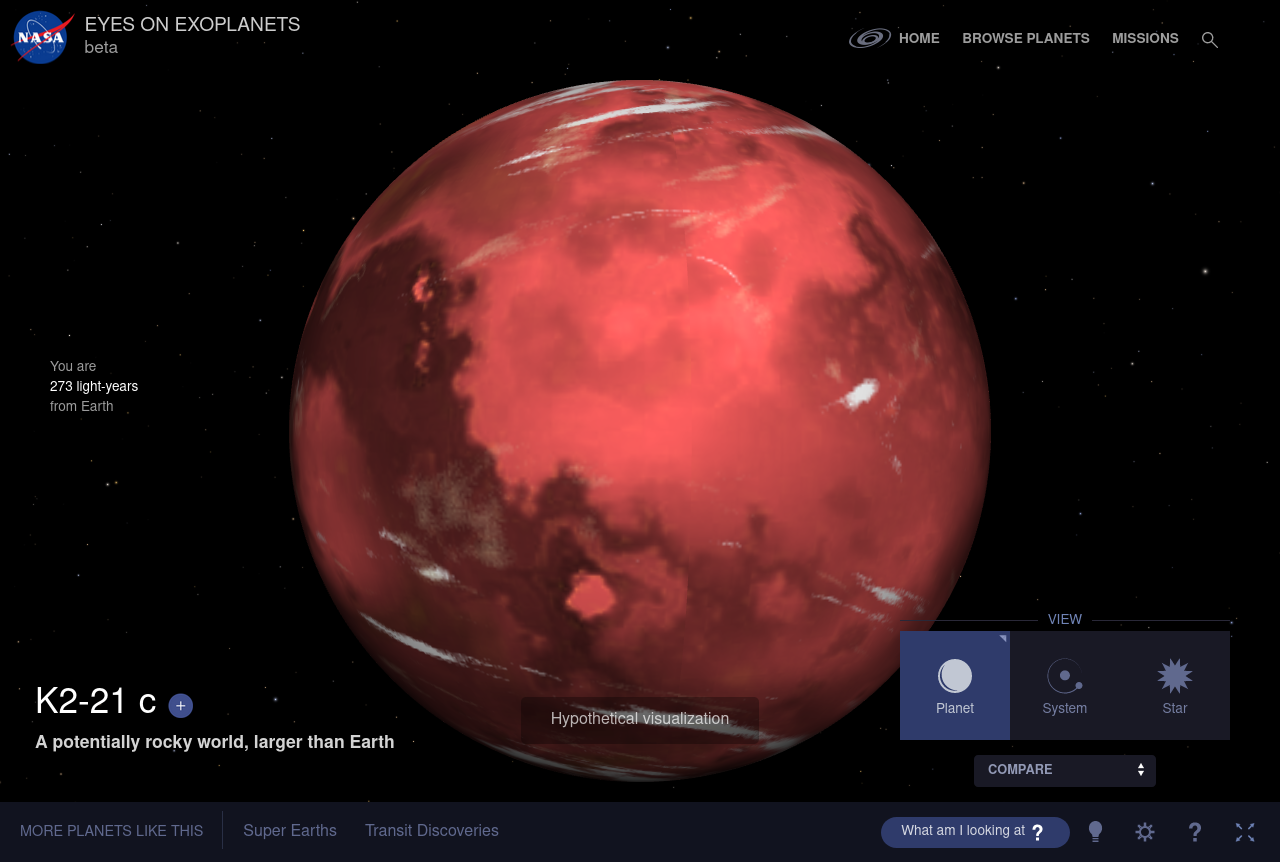 NASA
EYES ON EXOPLANETS
beta
HOME
BROWSE PLANETS
MISSIONS
You are
273 light-years
from Earth
VIEW
Planet
System
Star
COMPARE
K2-21 c +
A potentially rocky world, larger than Earth
Hypothetical visualization
MORE PLANETS LIKE THIS
Super Earths
Transit Discoveries
What am I looking at ?
?